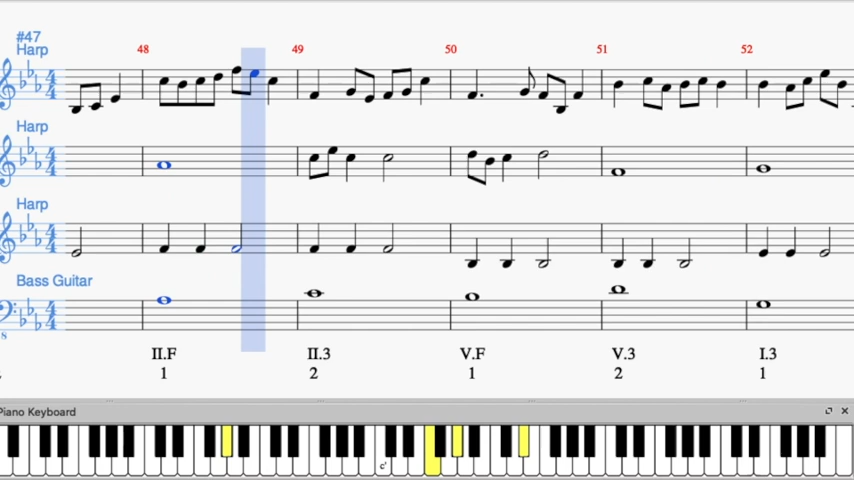 #47
48 49 50 51 52
Harp
Harp
Harp
Bass Guitar
8
II.F II.3 V.F V.3 I.3
1 2 1 2 1
Piano Keyboard
c'